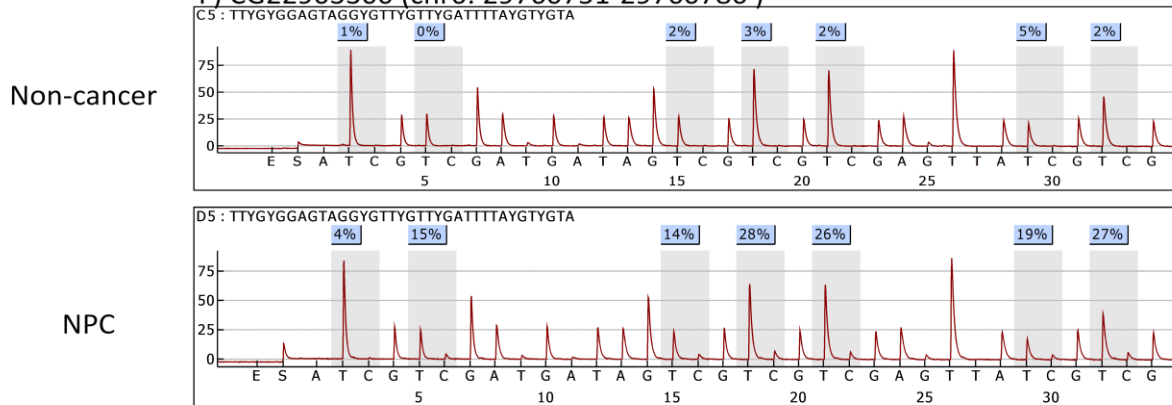 C5 : TTYGYGGAGTAGGYGTTYGTTYGATTTTAYGTYGTA
1% 0% 2% 3% 2% 5% 2%
75
50
25
0
Non-cancer
E S A T C G T C G A T G A T A G T C G T C G T C G A G T T A T C G T C G
5 10 15 20 25 30
D5 : TTYGYGGAGTAGGYGTTYGTTYGATTTTAYGTYGTA
4% 15% 14% 28% 26% 19% 27%
75
50
25
0
NPC
E S A T C G T C G A T G A T A G T C G T C G T C G A G T T A T C G T C G
5 10 15 20 25 30